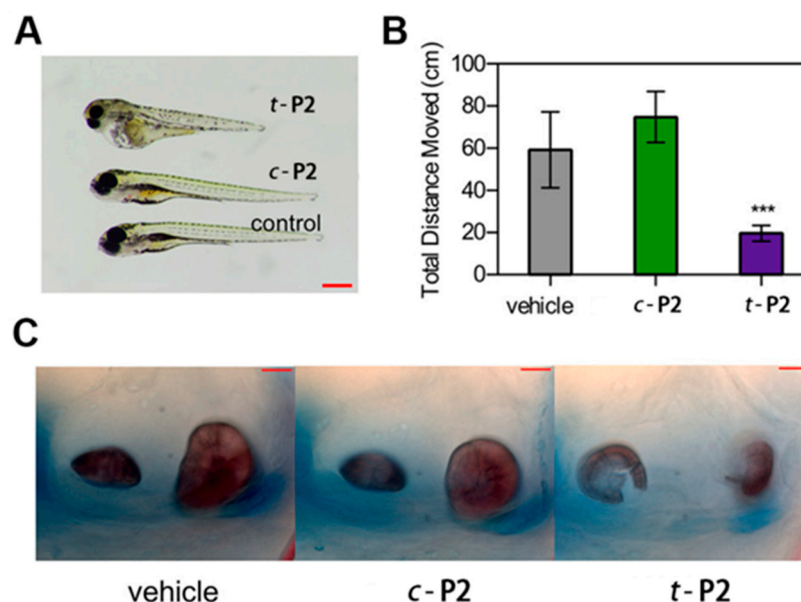 A
t-P2
c-P2
control
B
Total Distance Moved (cm)
100
80
60
40
20
0
***
vehicle
c-P2
t-P2
C
vehicle
c-P2
t-P2